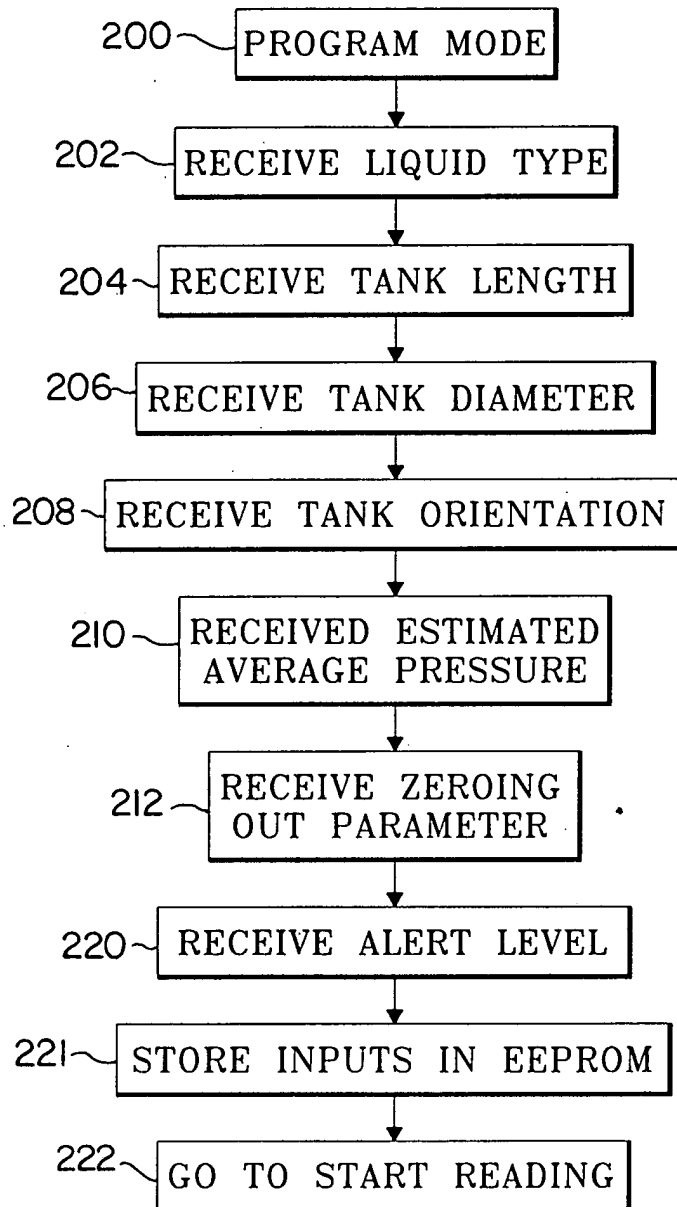 200 PROGRAM MODE
202 RECEIVE LIQUID TYPE
204 RECEIVE TANK LENGTH
206 RECEIVE TANK DIAMETER
208 RECEIVE TANK ORIENTATION
210 RECEIVED ESTIMATED
AVERAGE PRESSURE
212 RECEIVE ZEROING
OUT PARAMETER
220 RECEIVE ALERT LEVEL
221 STORE INPUTS IN EEPROM
222 GO TO START READING